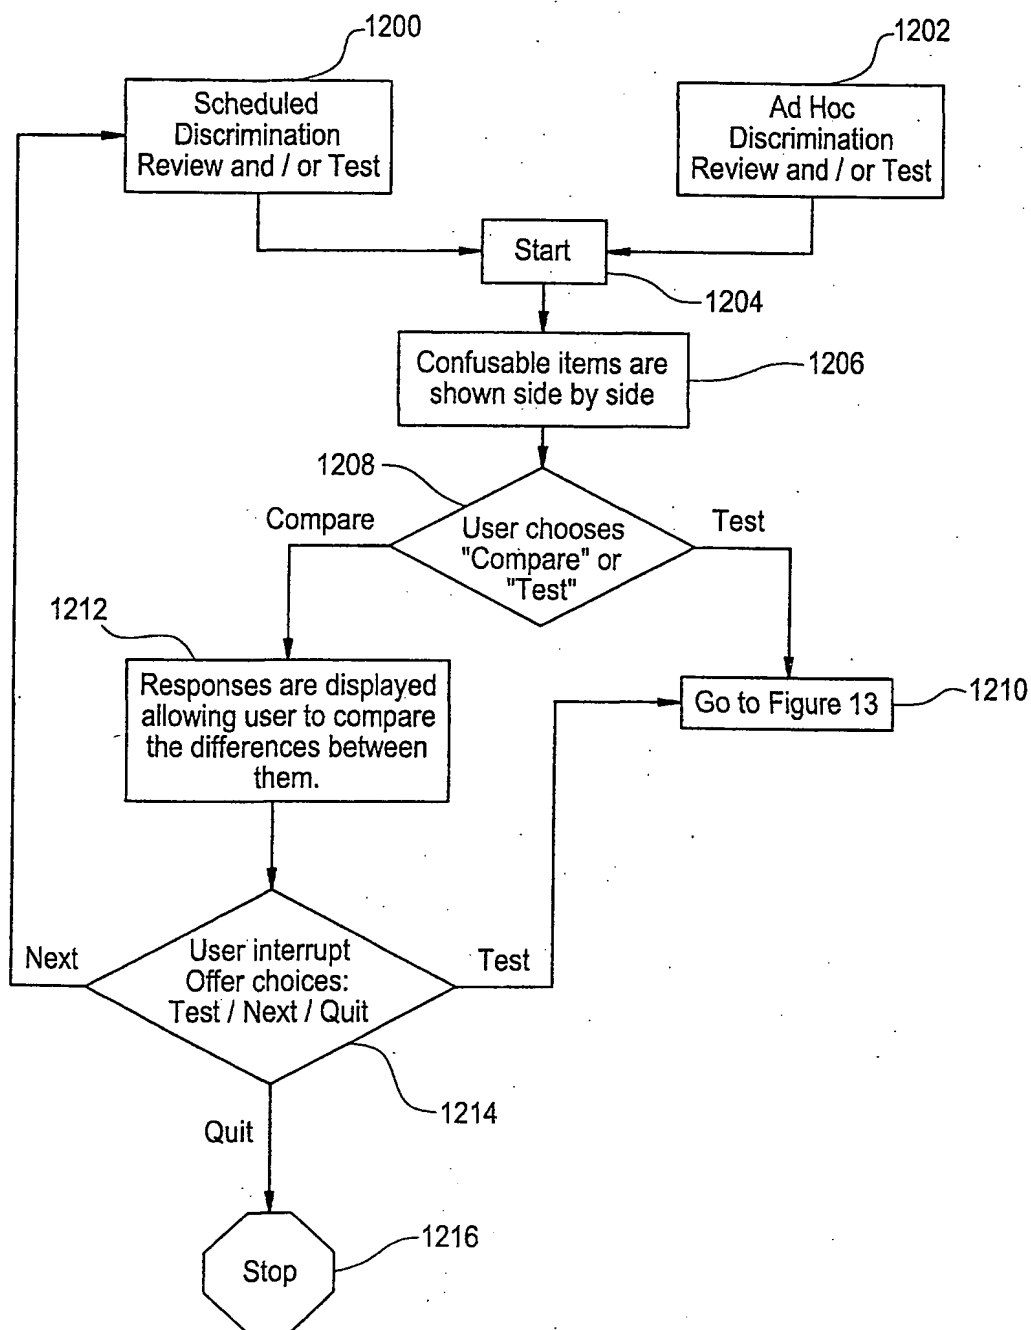 1200
1202
Scheduled
Discrimination
Review and / or Test
Ad Hoc
Discrimination
Review and / or Test
Start
1204
Confusable items are
shown side by side
1206
1208
Compare
User chooses
"Compare" or
"Test"
Test
1212
Responses are displayed
allowing user to compare
the differences between
them.
Go to Figure 13
1210
Next
User interrupt
Offer choices:
Test / Next / Quit
Test
1214
Quit
1216
Stop